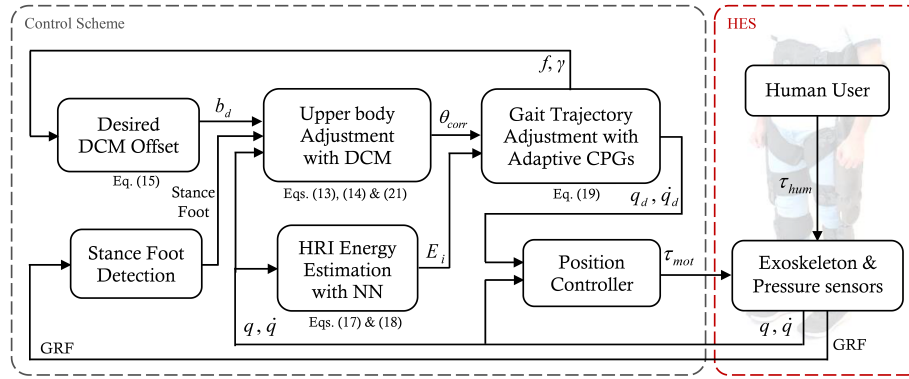 Control Scheme
HES
f, γ
Human User
b_d
Desired
DCM Offset
Eq. (15)
Upper body
Adjustment
with DCM
Eqs. (13), (14) & (21)
θ_corr
Gait Trajectory
Adjustment with
Adaptive CPGs
Eq. (19)
Stance
Foot
q_d , q̇_d
τ_hum
Stance Foot
Detection
HRI Energy
Estimation
with NN
Eqs. (17) & (18)
E_i
Position
Controller
τ_mot
Exoskeleton &
Pressure sensors
q , q̇
q, q̇
GRF
GRF